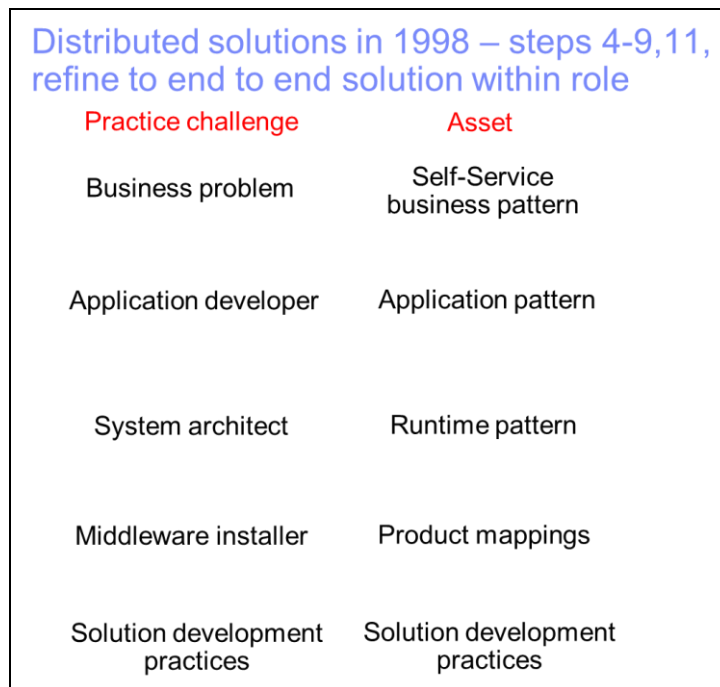 Distributed solutions in 1998 – steps 4-9,11,
refine to end to end solution within role
Practice challenge Asset
Business problem Self-Service
business pattern
Application developer Application pattern
System architect Runtime pattern
Middleware installer Product mappings
Solution development Solution development
practices practices